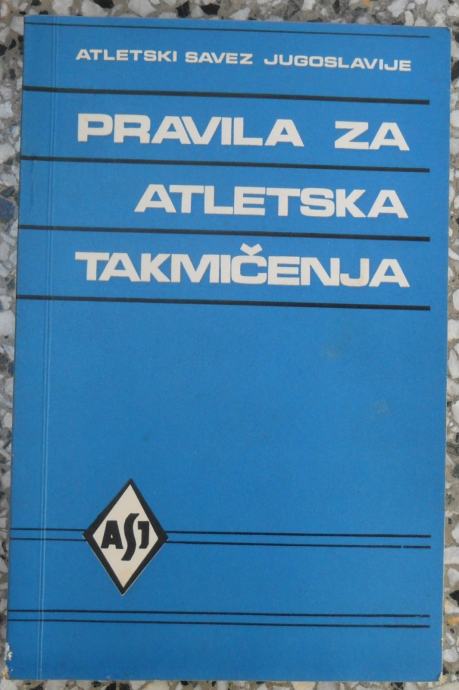 ATLETSKI SAVEZ JUGOSLAVIJE
PRAVILA ZA
ATLETSKA
TAKMIČENJA
ASJ